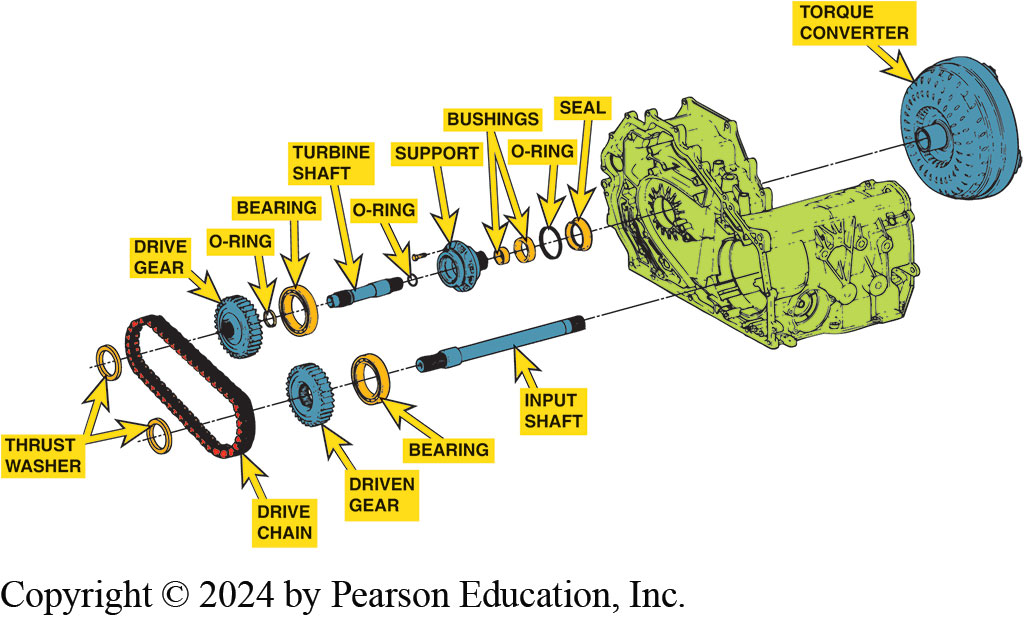 TORQUE
CONVERTER
SEAL
BUSHINGS
O-RING
TURBINE
SHAFT
SUPPORT
BEARING
O-RING
DRIVE
GEAR
O-RING
INPUT
SHAFT
THRUST
WASHER
BEARING
DRIVEN
GEAR
DRIVE
CHAIN
Copyright © 2024 by Pearson Education, Inc.